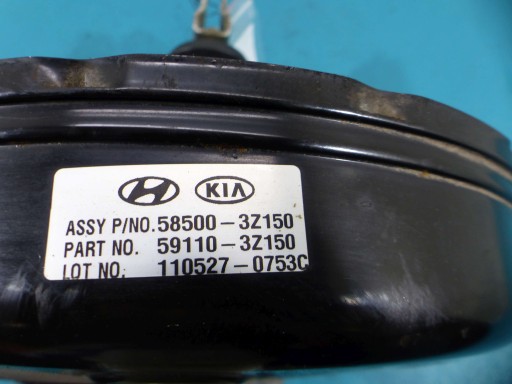 KIA
ASSY P/NO. 58500-3Z150
PART NO. 59110-3Z150
LOT NO. 110527-0753C